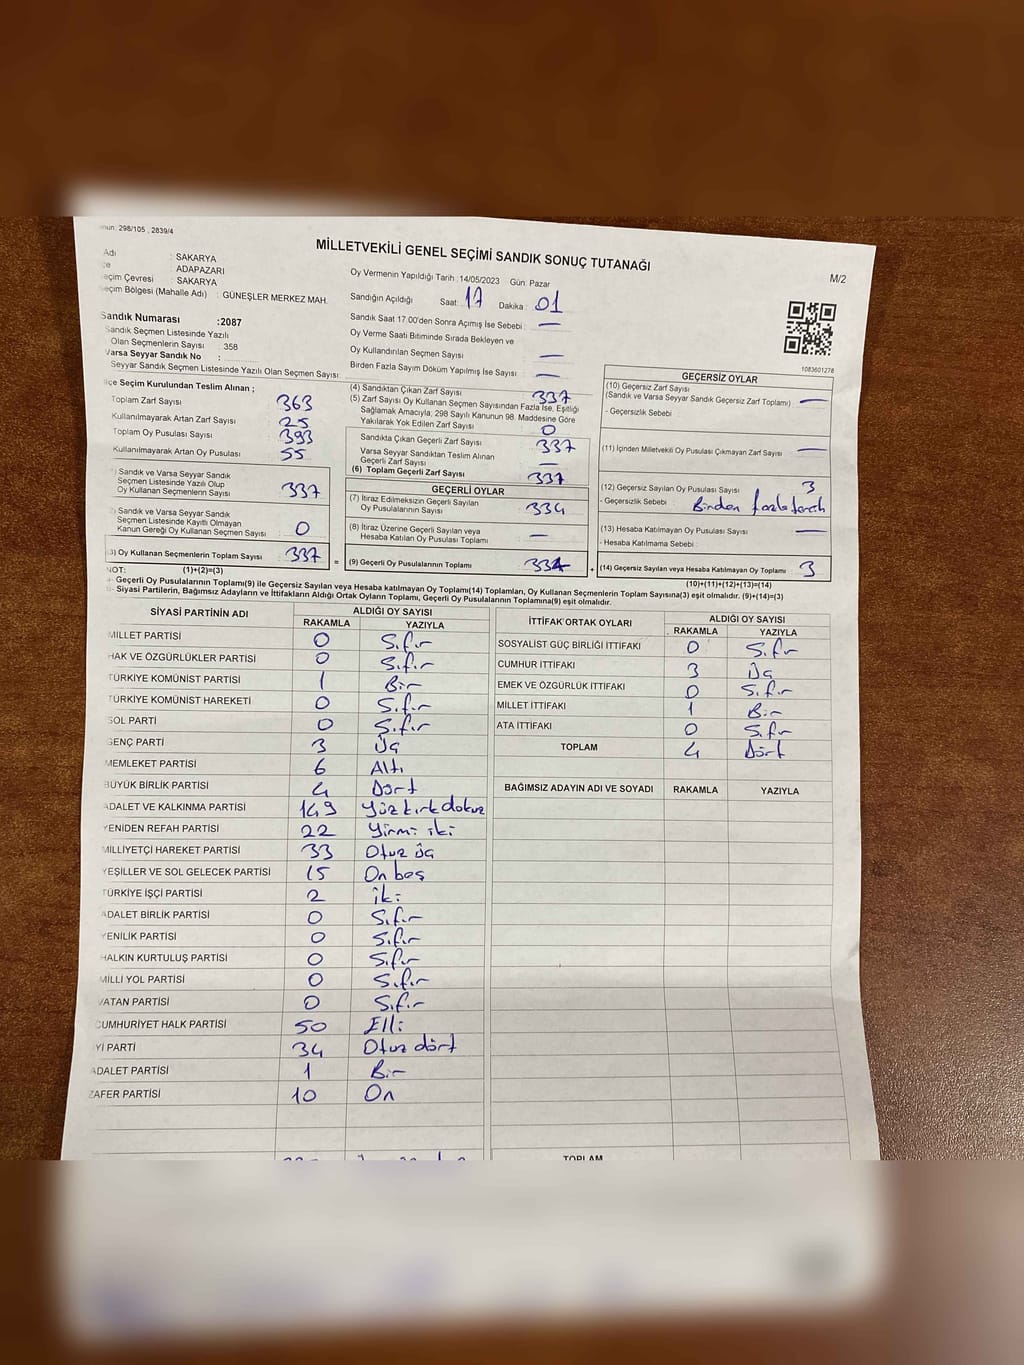 298/105 , 2839/4
MİLLETVEKİLİ GENEL SEÇİMİ SANDIK SONUÇ TUTANAĞI
M/2
Adı : SAKARYA
: ADAPAZARI
Seçim Çevresi : SAKARYA
Seçim Bölgesi (Mahalle Adı) : GÜNEŞLER MERKEZ MAH.
Oy Vermenin Yapıldığı Tarih :14/05/2023 Gün :Pazar
Sandığın Açıldığı Saat : 17 Dakika : 01
Sandık Saat 17:00'den Sonra Açılmış İse Sebebi : —
Oy Verme Saati Bitiminde Sırada Bekleyen ve
Oy Kullandırılan Seçmen Sayısı —
Birden Fazla Sayım Döküm Yapılmış İse Sayısı : —
1083601278
Sandık Numarası :2087
Sandık Seçmen Listesinde Yazılı
Olan Seçmenlerin Sayısı : 358
Varsa Seyyar Sandık No :
Seyyar Sandık Seçmen Listesinde Yazılı Olan Seçmen Sayısı
İlçe Seçim Kurulundan Teslim Alınan ;
Toplam Zarf Sayısı : 363
Kullanılmayarak Artan Zarf Sayısı : 25
Toplam Oy Pusulası Sayısı : 393
Kullanılmayarak Artan Oy Pusulası : 55
Sandık ve Varsa Seyyar Sandık
Seçmen Listesinde Yazılı Olup
Oy Kullanan Seçmenlerin Sayısı : 337
Sandık ve Varsa Seyyar Sandık
Seçmen Listesinde Kayıtlı Olmayan
Kanun Gereği Oy Kullanan Seçmen Sayısı : 0
(3) Oy Kullanan Seçmenlerin Toplam Sayısı : 337
(4) Sandıktan Çıkan Zarf Sayısı : 337
(5) Zarf Sayısı Oy Kullanan Seçmen Sayısından Fazla İse, Eşitliği
Sağlamak Amacıyla, 298 Sayılı Kanunun 98. Maddesine Göre
Yakılarak Yok Edilen Zarf Sayısı : 0
Sandıkta Çıkan Geçerli Zarf Sayısı : 337
Varsa Seyyar Sandıktan Teslim Alınan
Geçerli Zarf Sayısı : —
(6) Toplam Geçerli Zarf Sayısı : 337
GEÇERLİ OYLAR
(7) İtiraz Edilmeksizin Geçerli Sayılan
Oy Pusulalarının Sayısı : 334
(8) İtiraz Üzerine Geçerli Sayılan veya
Hesaba Katılan Oy Pusulası Toplamı : —
= (9) Geçerli Oy Pusulalarının Toplamı : 334 +
GEÇERSİZ OYLAR
(10) Geçersiz Zarf Sayısı
(Sandık ve Varsa Seyyar Sandık Geçersiz Zarf Toplamı) : —
- Geçersizlik Sebebi :
(11) İçinden Milletvekili Oy Pusulası Çıkmayan Zarf Sayısı : —
(12) Geçersiz Sayılan Oy Pusulası Sayısı : 3
- Geçersizlik Sebebi : Birden fazla tercih
(13) Hesaba Katılmayan Oy Pusulası Sayısı : —
- Hesaba Katılmama Sebebi :
(14) Geçersiz Sayılan veya Hesaba Katılmayan Oy Toplamı : 3
NOT: (1)+(2)=(3)
(10)+(11)+(12)+(13)=(14)
- Geçerli Oy Pusulalarının Toplamı(9) ile Geçersiz Sayılan veya Hesaba katılmayan Oy Toplamı(14) Toplamları, Oy Kullanan Seçmenlerin Toplam Sayısına(3) eşit olmalıdır. (9)+(14)=(3)
- Siyasi Partilerin, Bağımsız Adayların ve İttifakların Aldığı Ortak Oyların Toplamı, Geçerli Oy Pusulalarının Toplamına(9) eşit olmalıdır.
SİYASİ PARTİNİN ADI ALDIĞI OY SAYISI
RAKAMLA YAZIYLA
MİLLET PARTİSİ 0 Sıfır
HAK VE ÖZGÜRLÜKLER PARTİSİ 0 Sıfır
TÜRKİYE KOMÜNİST PARTİSİ 1 Bir
TÜRKİYE KOMÜNİST HAREKETİ 0 Sıfır
SOL PARTİ 0 Sıfır
GENÇ PARTİ 3 Üç
MEMLEKET PARTİSİ 6 Altı
BÜYÜK BİRLİK PARTİSİ 4 Dört
ADALET VE KALKINMA PARTİSİ 149 Yüz kırk dokuz
YENİDEN REFAH PARTİSİ 22 Yirmi iki
MİLLİYETÇİ HAREKET PARTİSİ 33 Otuz üç
YEŞİLLER VE SOL GELECEK PARTİSİ 15 On beş
TÜRKİYE İŞÇİ PARTİSİ 2 İki
ADALET BİRLİK PARTİSİ 0 Sıfır
YENİLİK PARTİSİ 0 Sıfır
HALKIN KURTULUŞ PARTİSİ 0 Sıfır
MİLLİ YOL PARTİSİ 0 Sıfır
VATAN PARTİSİ 0 Sıfır
CUMHURİYET HALK PARTİSİ 50 Elli
İYİ PARTİ 34 Otuz dört
ADALET PARTİSİ 1 Bir
ZAFER PARTİSİ 10 On
İTTİFAK ORTAK OYLARI ALDIĞI OY SAYISI
RAKAMLA YAZIYLA
SOSYALİST GÜÇ BİRLİĞİ İTTİFAKI 0 Sıfır
CUMHUR İTTİFAKI 3 Üç
EMEK VE ÖZGÜRLÜK İTTİFAKI 0 Sıfır
MİLLET İTTİFAKI 1 Bir
ATA İTTİFAKI 0 Sıfır
TOPLAM 4 Dört
BAĞIMSIZ ADAYIN ADI VE SOYADI RAKAMLA YAZIYLA
TOPLAM